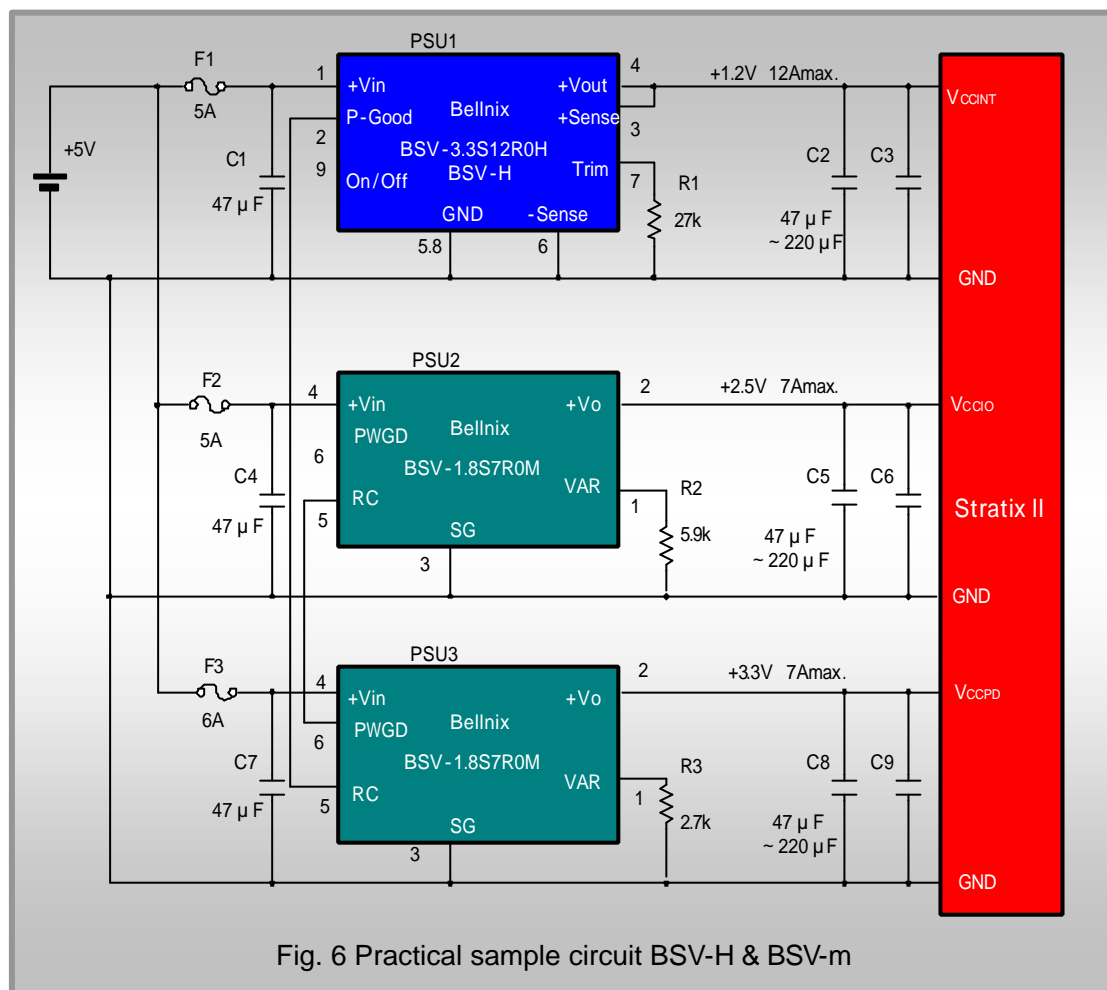 PSU1
F1
5A
+5V
C1
47 µF
1
2
9
+Vin
P-Good
On/Off
Bellnix
BSV-3.3S12R0H
BSV-H
+Vout
+Sense
Trim
GND
-Sense
5.8
6
4
3
7
R1
27k
+1.2V 12Amax.
C2
C3
47 µF
~ 220 µF
VCCINT
GND
PSU2
F2
5A
C4
47 µF
4
6
5
+Vin
PWGD
RC
Bellnix
BSV-1.8S7R0M
+Vo
VAR
SG
3
2
1
R2
5.9k
+2.5V 7Amax.
C5
C6
47 µF
~ 220 µF
VCCIO
Stratix II
GND
PSU3
F3
6A
C7
47 µF
4
6
5
+Vin
PWGD
RC
Bellnix
BSV-1.8S7R0M
+Vo
VAR
SG
3
2
1
R3
2.7k
+3.3V 7Amax.
C8
C9
47 µF
~ 220 µF
VCCPD
GND
Fig. 6 Practical sample circuit BSV-H & BSV-m